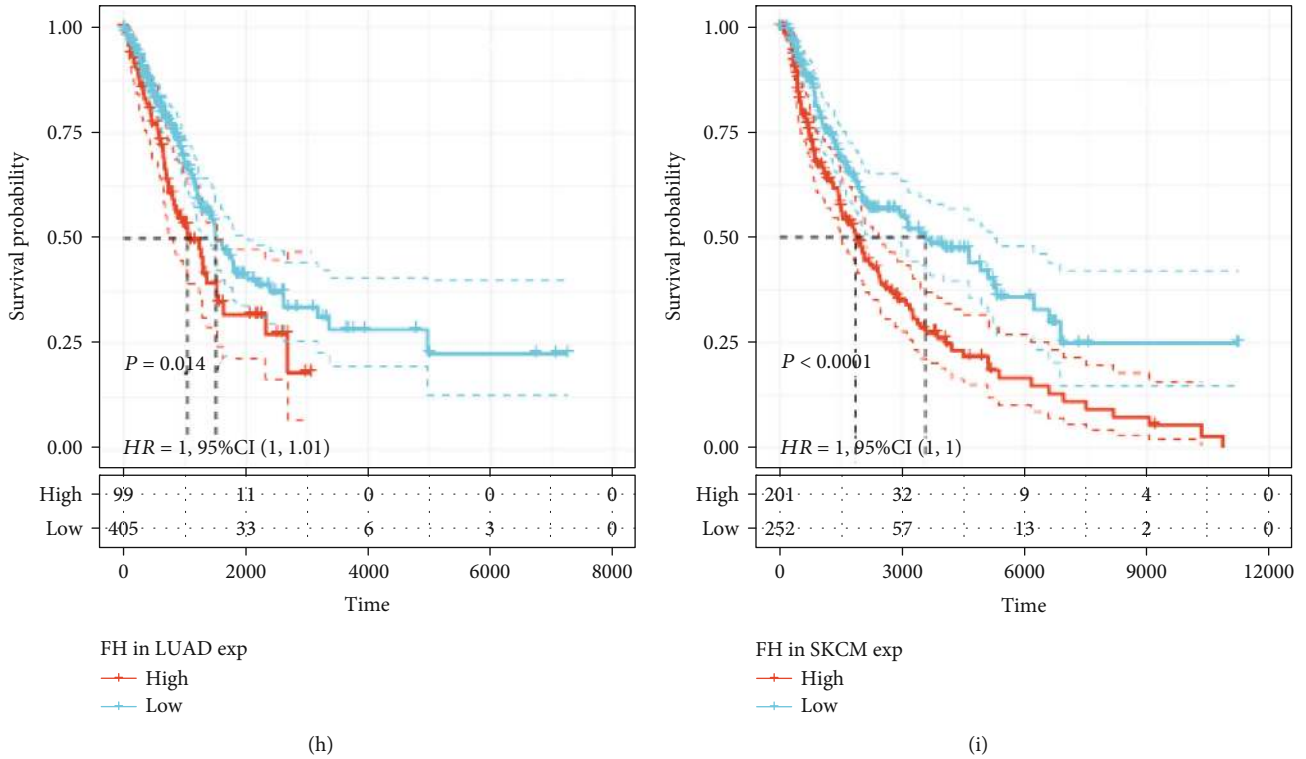 1.00
0.75
0.50
0.25
0.00
Survival probability
P = 0.014
HR = 1, 95%CI (1, 1.01)
High 99 11 0 0 0
Low 405 33 6 3 0
0 2000 4000 6000 8000
Time
FH in LUAD exp
High
Low
(h)
1.00
0.75
0.50
0.25
0.00
Survival probability
P < 0.0001
HR = 1, 95%CI (1, 1)
High 201 32 9 4 0
Low 252 57 13 2 0
0 3000 6000 9000 12000
Time
FH in SKCM exp
High
Low
(i)